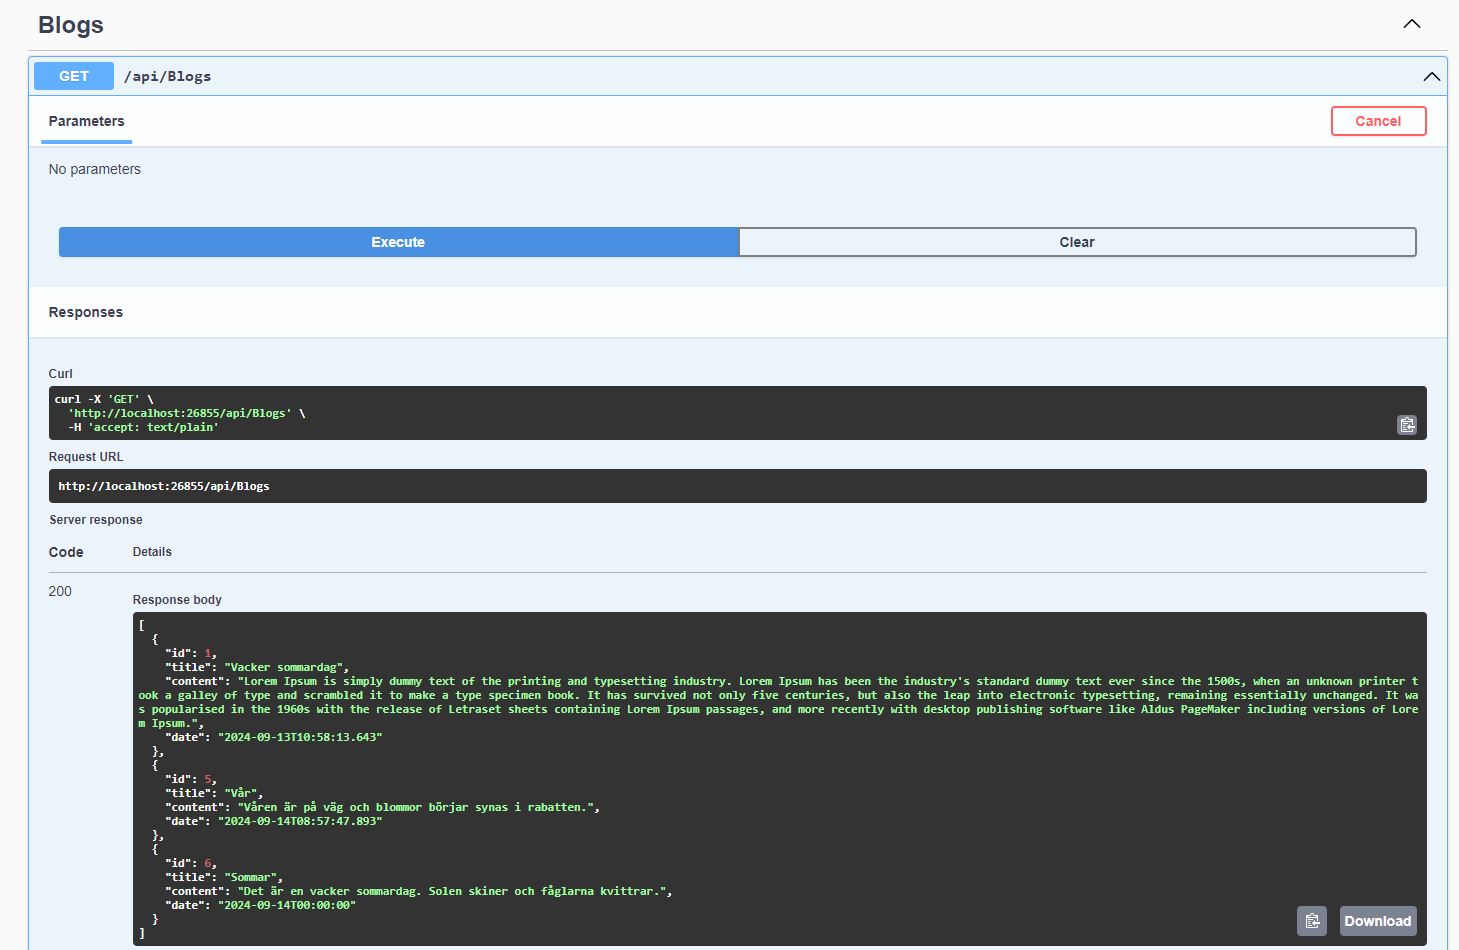 Blogs
GET /api/Blogs
Parameters
Cancel
No parameters
Execute
Clear
Responses
Curl
curl -X 'GET' \
'http://localhost:26855/api/Blogs' \
-H 'accept: text/plain'
Request URL
http://localhost:26855/api/Blogs
Server response
Code Details
200
Response body
[
{
"id": 1,
"title": "Vacker sommardag",
"content": "Lorem Ipsum is simply dummy text of the printing and typesetting industry. Lorem Ipsum has been the industry's standard dummy text ever since the 1500s, when an unknown printer t
ook a galley of type and scrambled it to make a type specimen book. It has survived not only five centuries, but also the leap into electronic typesetting, remaining essentially unchanged. It wa
s popularised in the 1960s with the release of Letraset sheets containing Lorem Ipsum passages, and more recently with desktop publishing software like Aldus PageMaker including versions of Lore
m Ipsum.",
"date": "2024-09-13T10:58:13.643"
},
{
"id": 5,
"title": "Vår",
"content": "Våren är på väg och blommor börjar synas i rabatten.",
"date": "2024-09-14T08:57:47.893"
},
{
"id": 6,
"title": "Sommar",
"content": "Det är en vacker sommardag. Solen skiner och fåglarna kvittrar.",
"date": "2024-09-14T00:00:00"
}
]
Download